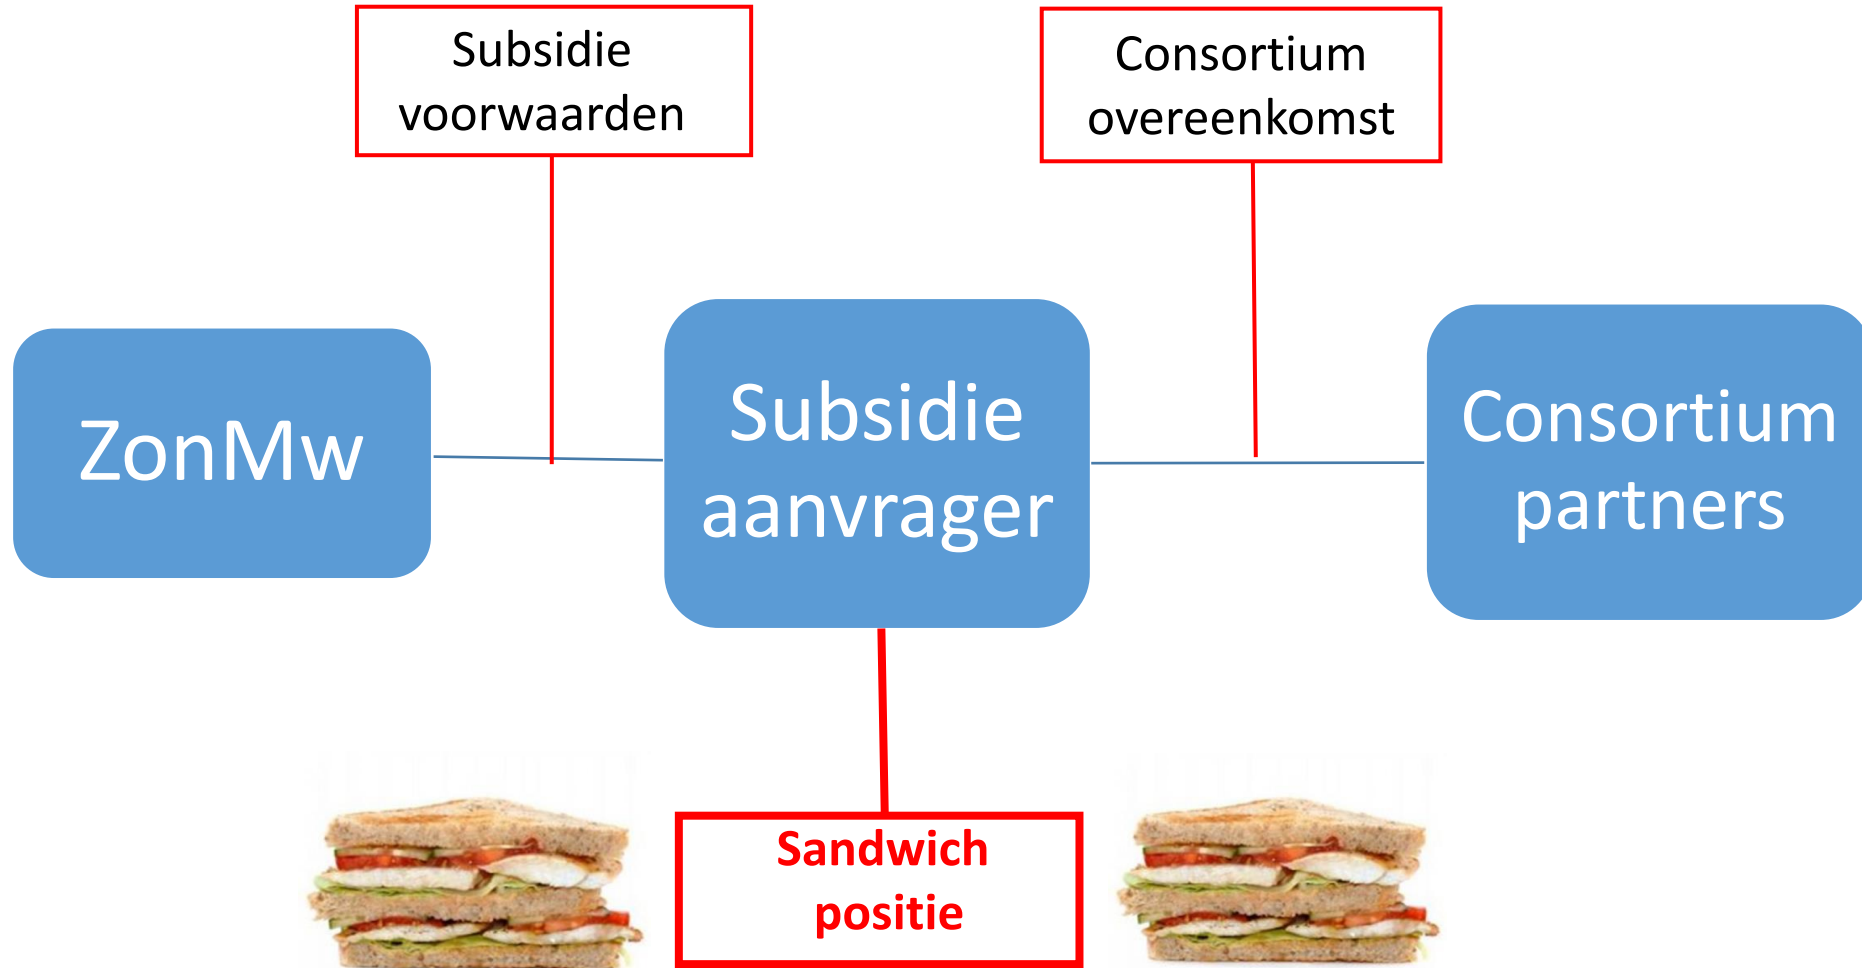 Subsidie
voorwaarden
Consortium
overeenkomst
ZonMw
Subsidie
aanvrager
Consortium
partners
Sandwich
positie